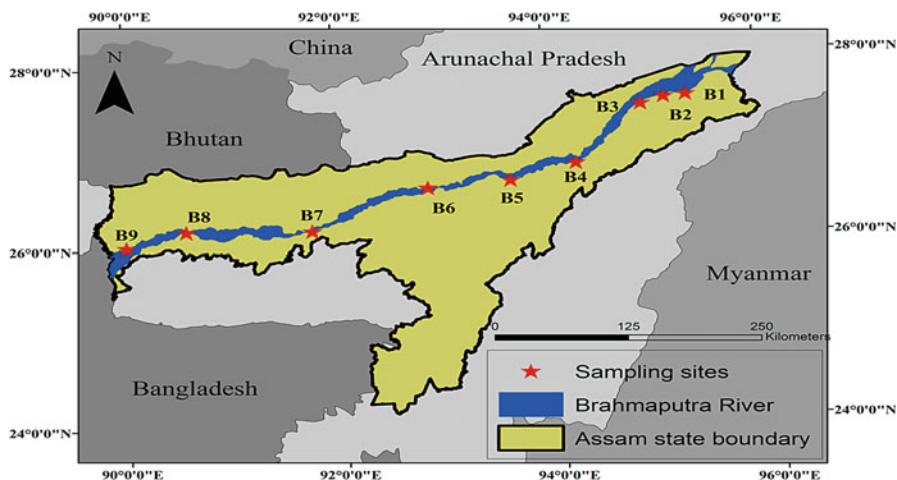 90°0'0"E 92°0'0"E 94°0'0"E 96°0'0"E
China
28°0'0"N
N
Arunachal Pradesh
28°0'0"N
B3
B1
B2
Bhutan
B4
B5
B6
B7
B8
B9
26°0'0"N
26°0'0"N
Myanmar
0 125 250
Kilometers
Sampling sites
Bangladesh
Brahmaputra River
24°0'0"N
24°0'0"N
Assam state boundary
90°0'0"E 92°0'0"E 94°0'0"E 96°0'0"E